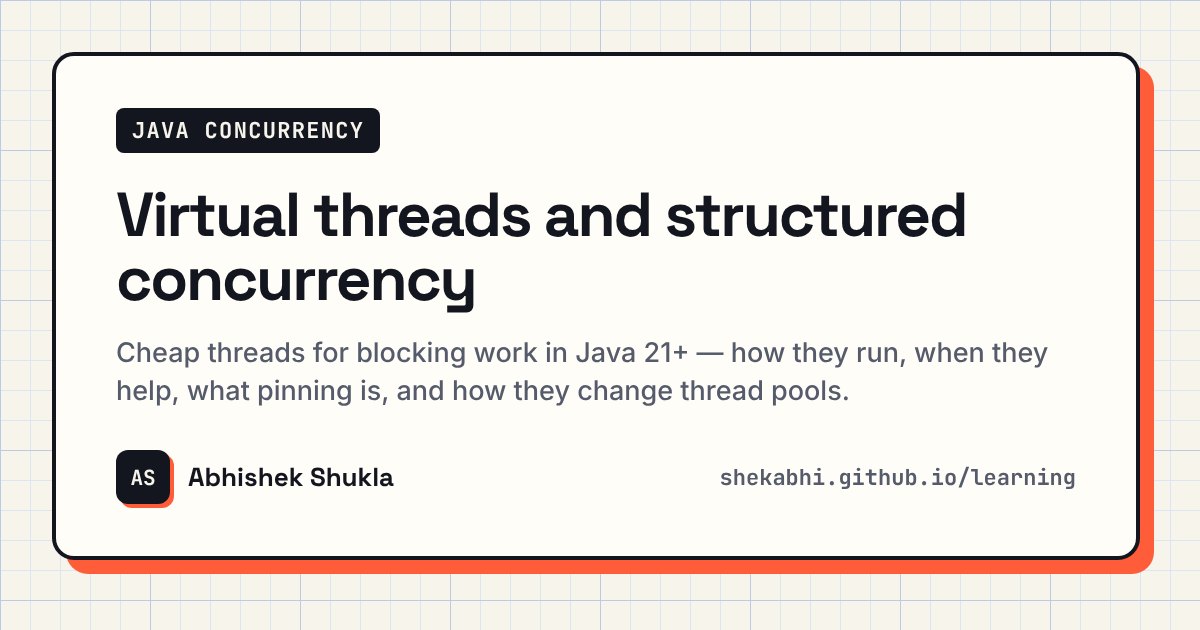 JAVA CONCURRENCY
Virtual threads and structured
concurrency
Cheap threads for blocking work in Java 21+ — how they run, when they
help, what pinning is, and how they change thread pools.
AS
Abhishek Shukla
shekabhi.github.io/learning